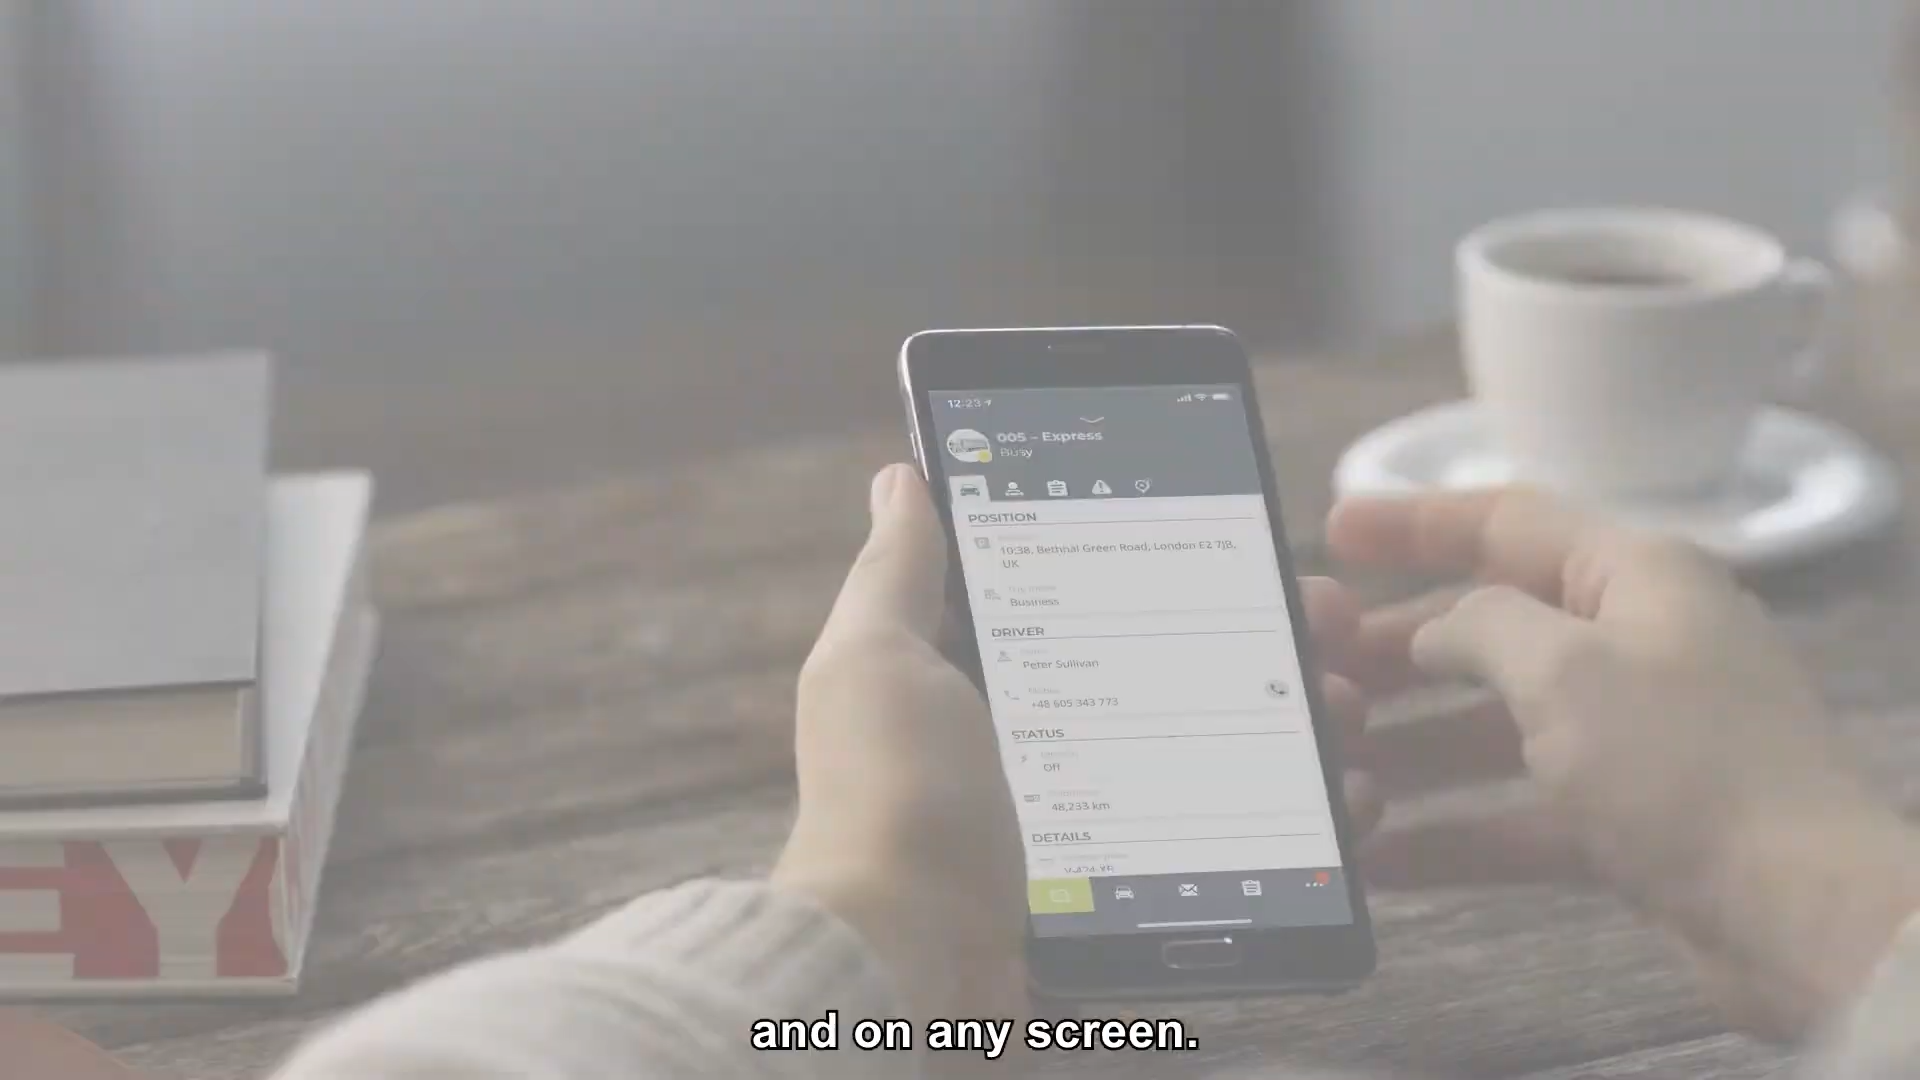 12:23
005 - Express
Busy
POSITION
10:38, Bethnal Green Road, London E2 7JB,
UK
Business
DRIVER
Peter Sullivan
+48 605 343 773
STATUS
Off
48,233 km
DETAILS
EY
and on any screen.